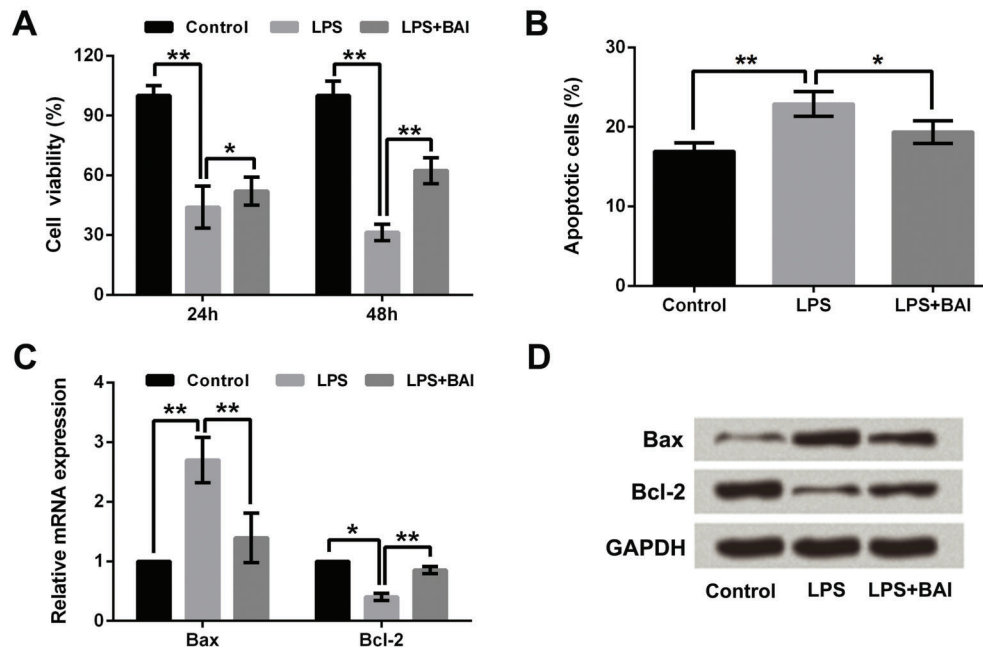 A
Control LPS LPS+BAI
Cell viability (%)
120
90
60
30
0
** * ** **
24h 48h
B
Apoptotic cells (%)
30
20
10
0
** *
Control LPS LPS+BAI
C
Control LPS LPS+BAI
Relative mRNA expression
4
3
2
1
0
** ** * **
Bax Bcl-2
D
Bax
Bcl-2
GAPDH
Control LPS LPS+BAI